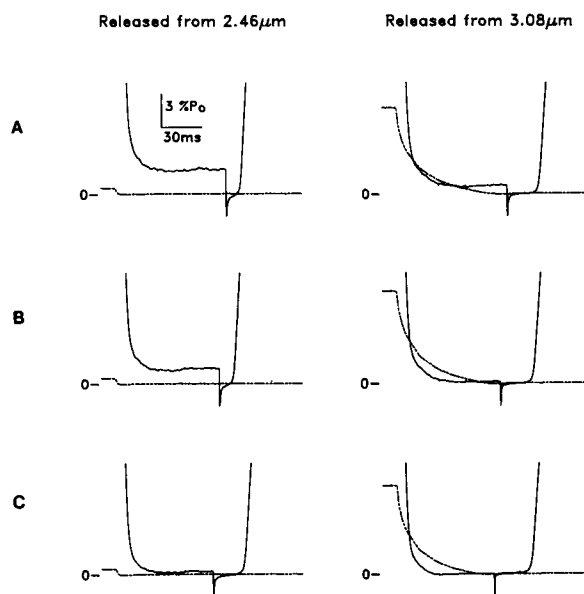 Released from 2.46μm
Released from 3.08μm
A
3 %Po
30ms
0-
0-
B
0-
0-
C
0-
0-